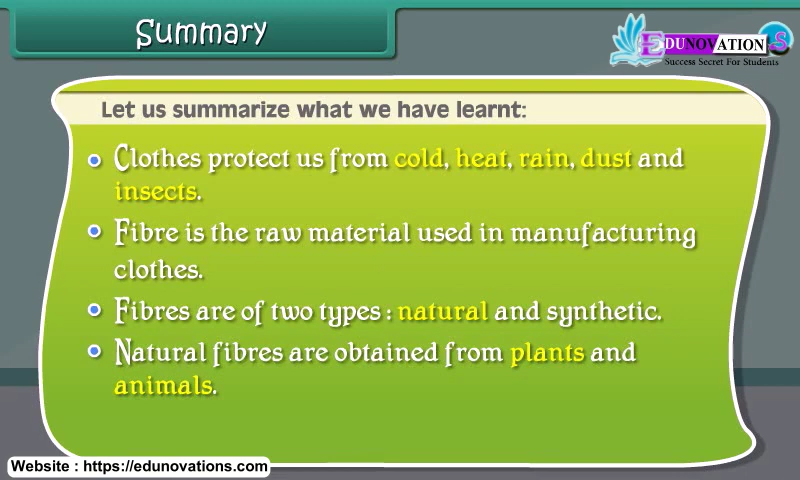 Summary
EDUNOVATIONS
Success Secret For Students
Let us summarize what we have learnt:
Clothes protect us from cold, heat, rain, dust and
insects.
Fibre is the raw material used in manufacturing
clothes.
Fibres are of two types : natural and synthetic.
Natural fibres are obtained from plants and
animals.
Website : https://edunovations.com